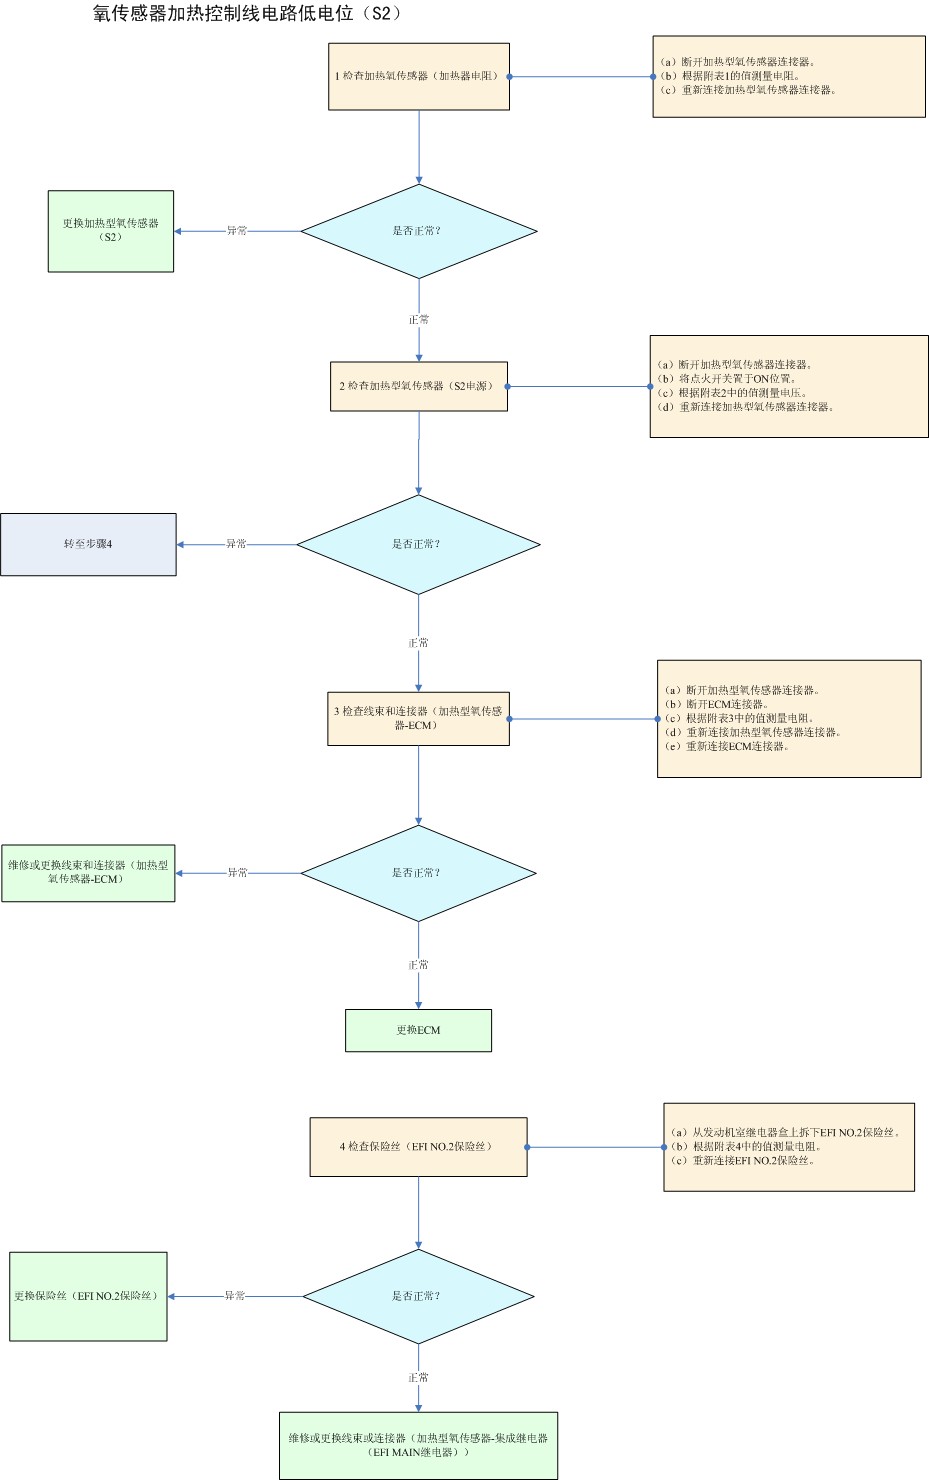 氧传感器加热控制线电路低电位（S2）
1 检查加热氧传感器（加热器电阻）
（a）断开加热型氧传感器连接器。
（b）根据附表1的值测量电阻。
（c）重新连接加热型氧传感器连接器。
更换加热型氧传感器
（S2）
异常
是否正常?
正常
2 检查加热型氧传感器（S2电源）
（a）断开加热型氧传感器连接器。
（b）将点火开关置于ON位置。
（c）根据附表2中的值测量电压。
（d）重新连接加热型氧传感器连接器。
转至步骤4
异常
是否正常?
正常
3 检查线束和连接器（加热型氧传感
器-ECM）
（a）断开加热型氧传感器连接器。
（b）断开ECM连接器。
（c）根据附表3中的值测量电阻。
（d）重新连接加热型氧传感器连接器。
（e）重新连接ECM连接器。
维修或更换线束和连接器（加热型
氧传感器-ECM）
异常
是否正常?
正常
更换ECM
4 检查保险丝（EFI NO.2保险丝）
（a）从发动机室继电器盒上拆下EFI NO.2保险丝。
（b）根据附表4中的值测量电阻。
（c）重新连接EFI NO.2保险丝。
更换保险丝（EFI NO.2保险丝）
异常
是否正常?
正常
维修或更换线束或连接器（加热型氧传感器-集成继电器
（EFI MAIN继电器））